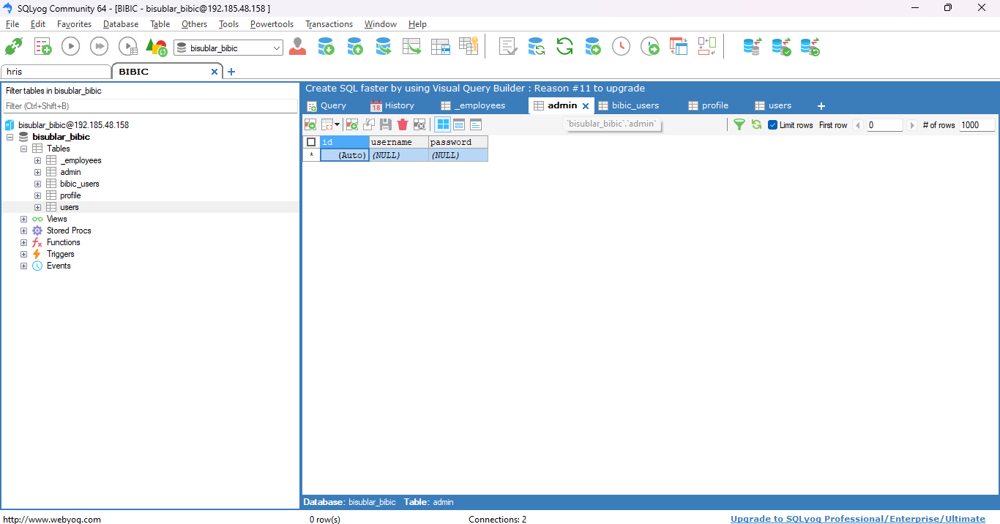 SQLyog Community 64 - [BIBIC - bisublar_bibic@192.185.48.158 ]
File Edit Favorites Database Table Others Tools Powertools Transactions Window Help
bisublar_bibic
hris BIBIC
Filter tables in bisublar_bibic
Filter (Ctrl+Shift+B)
bisublar_bibic@192.185.48.158
bisublar_bibic
Tables
_employees
admin
bibic_users
profile
users
Views
Stored Procs
Functions
Triggers
Events
Create SQL faster by using Visual Query Builder : Reason #11 to upgrade
Query 18 History _employees admin bibic_users profile users
`bisublar_bibic`.`admin` Limit rows First row 0 # of rows 1000
id username password
* (Auto) (NULL) (NULL)
Database: bisublar_bibic Table: admin
http://www.webyog.com 0 row(s) Connections: 2 Upgrade to SQLyog Professional/Enterprise/Ultimate